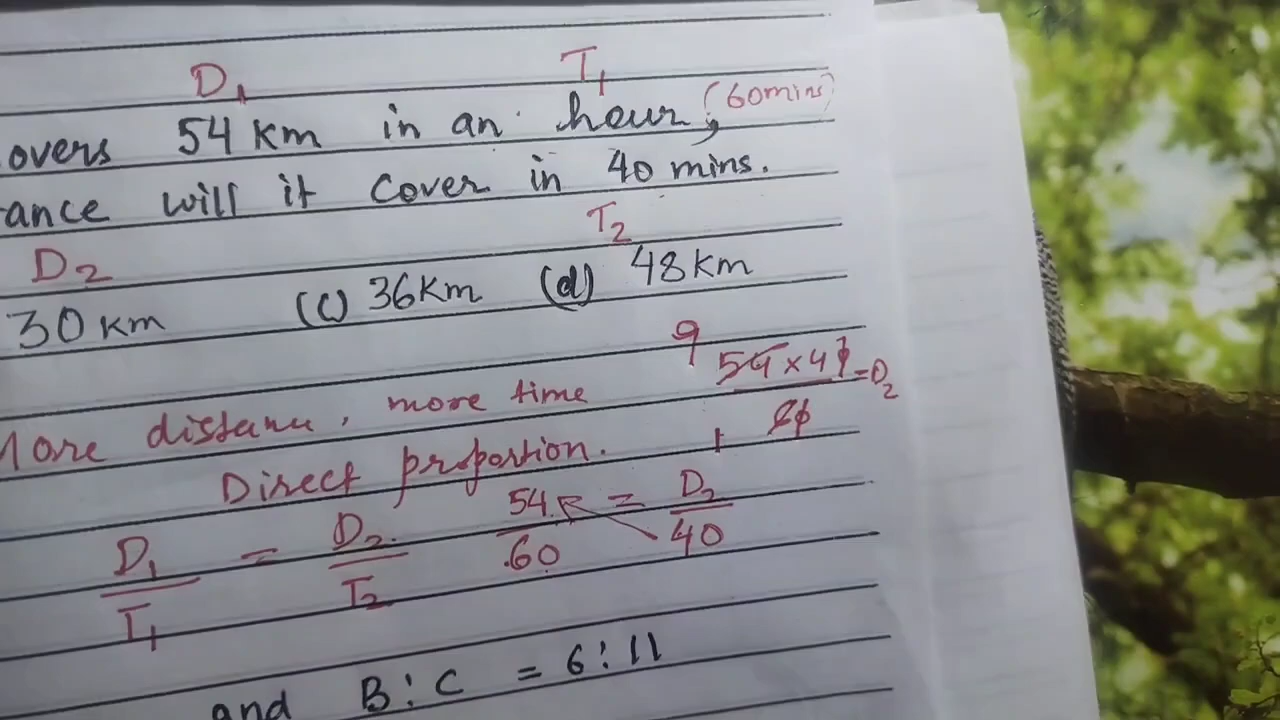 D1 T1
overs 54 km in an hour, (60mins)
ance will it cover in 40 mins.
D2 T2
30 km (c) 36 Km (d) 48 Km
9
54 × 40 = D2
60
1
More distance, more time
Direct proportion.
D1/T1 = D2/T2 54/60 = D2/40
and B : C = 6 : 11